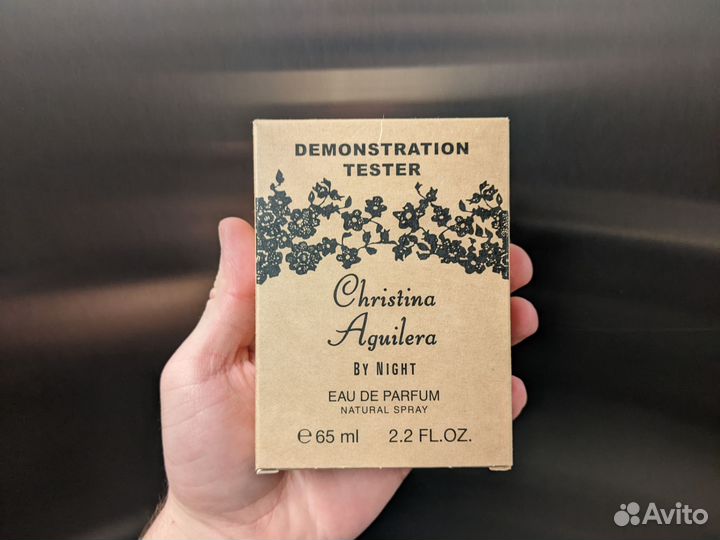 DEMONSTRATION
TESTER
Christina
Aguilera
BY NIGHT
EAU DE PARFUM
NATURAL SPRAY
℮ 65 ml 2.2 FL.OZ.
Avito